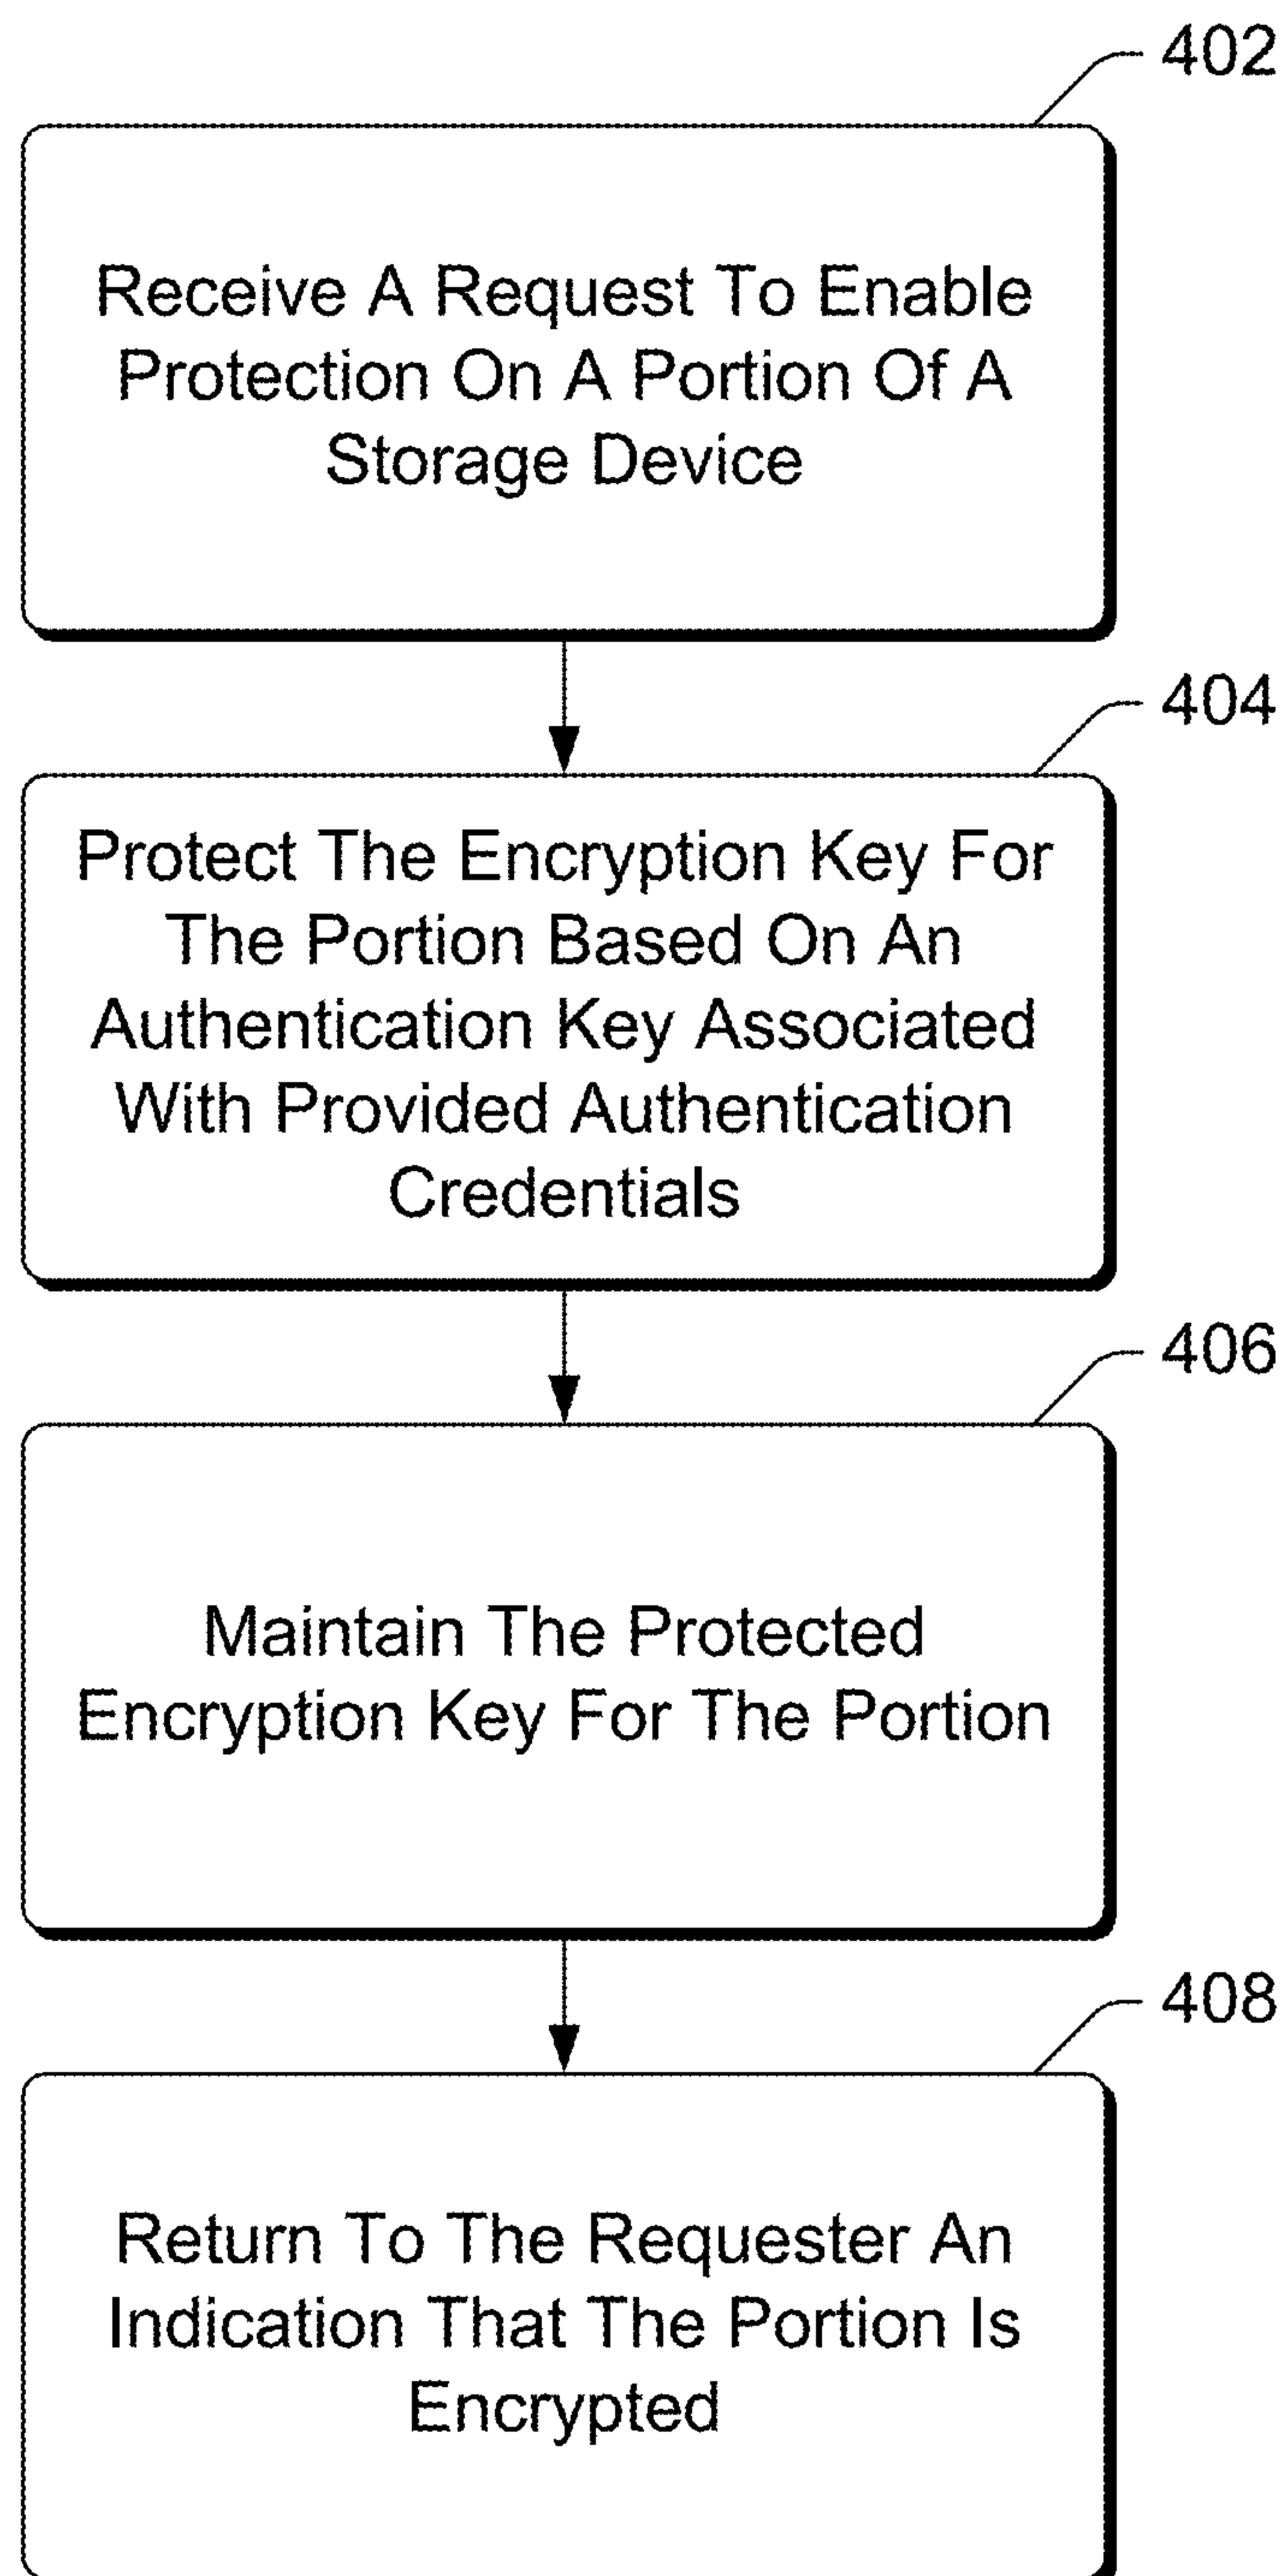 402
Receive A Request To Enable
Protection On A Portion Of A
Storage Device
404
Protect The Encryption Key For
The Portion Based On An
Authentication Key Associated
With Provided Authentication
Credentials
406
Maintain The Protected
Encryption Key For The Portion
408
Return To The Requester An
Indication That The Portion Is
Encrypted